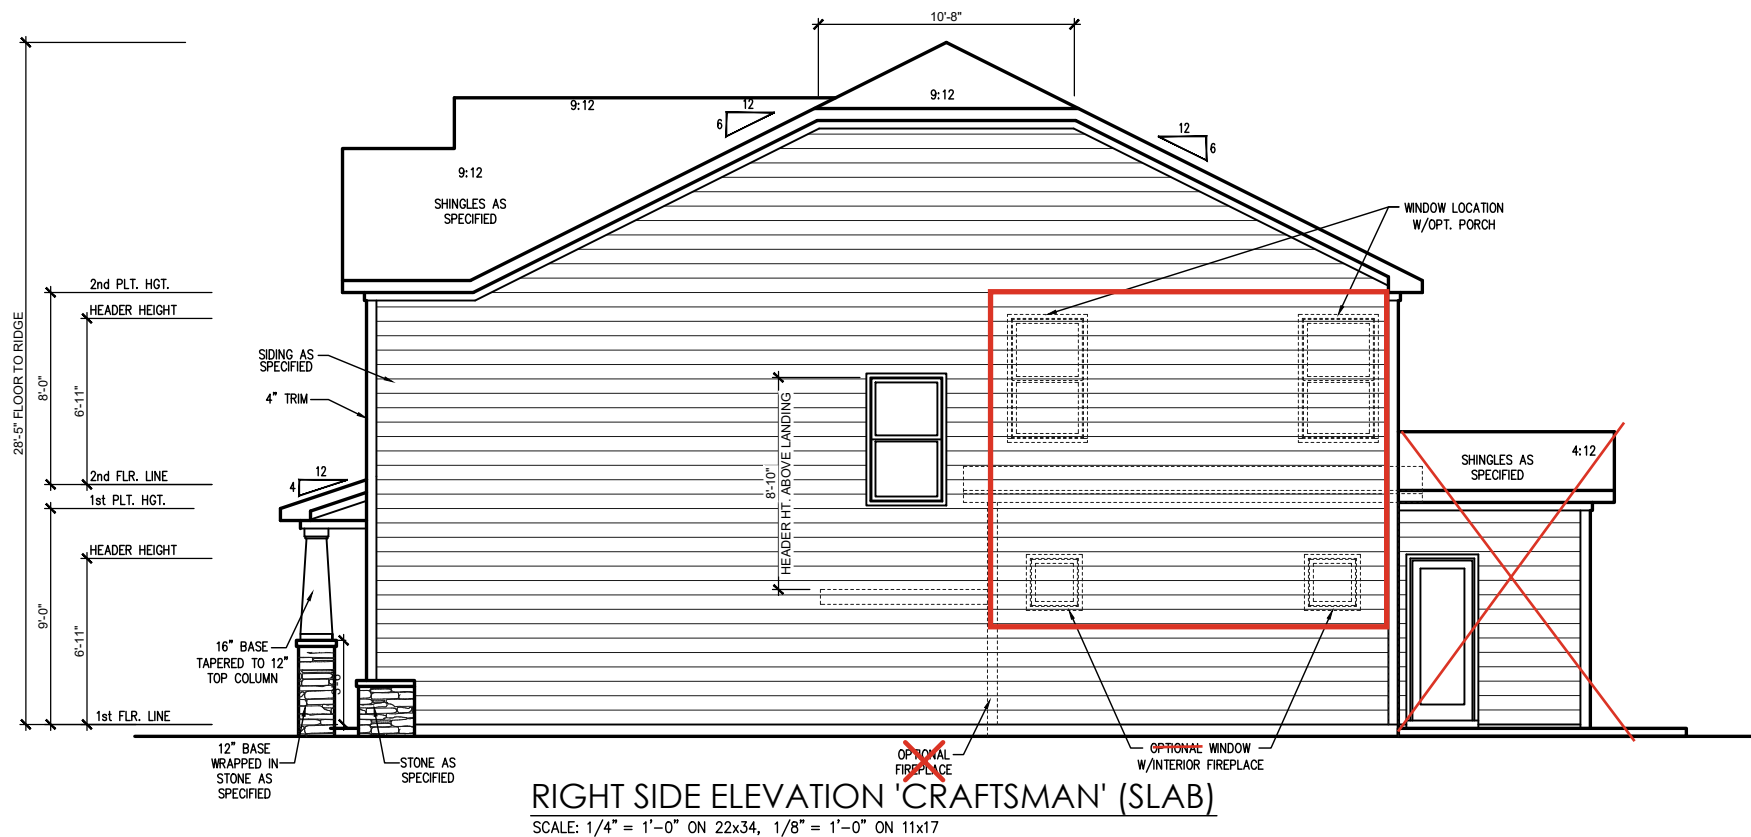 10'-8"
9:12
12
6
9:12
12
6
9:12
SHINGLES AS
SPECIFIED
WINDOW LOCATION
W/OPT. PORCH
2nd PLT. HGT.
HEADER HEIGHT
28'-5" FLOOR TO RIDGE
8'-0"
6'-11"
SIDING AS
SPECIFIED
4" TRIM
HEADER HT. ABOVE LANDING
8'-10"
2nd FLR. LINE
1st PLT. HGT.
12
4
SHINGLES AS
SPECIFIED
4:12
HEADER HEIGHT
9'-0"
6'-11"
16" BASE
TAPERED TO 12"
TOP COLUMN
1st FLR. LINE
12" BASE
WRAPPED IN
STONE AS
SPECIFIED
STONE AS
SPECIFIED
OPTIONAL
FIREPLACE
OPTIONAL WINDOW
W/INTERIOR FIREPLACE
RIGHT SIDE ELEVATION 'CRAFTSMAN' (SLAB)
SCALE: 1/4" = 1'-0" ON 22x34, 1/8" = 1'-0" ON 11x17